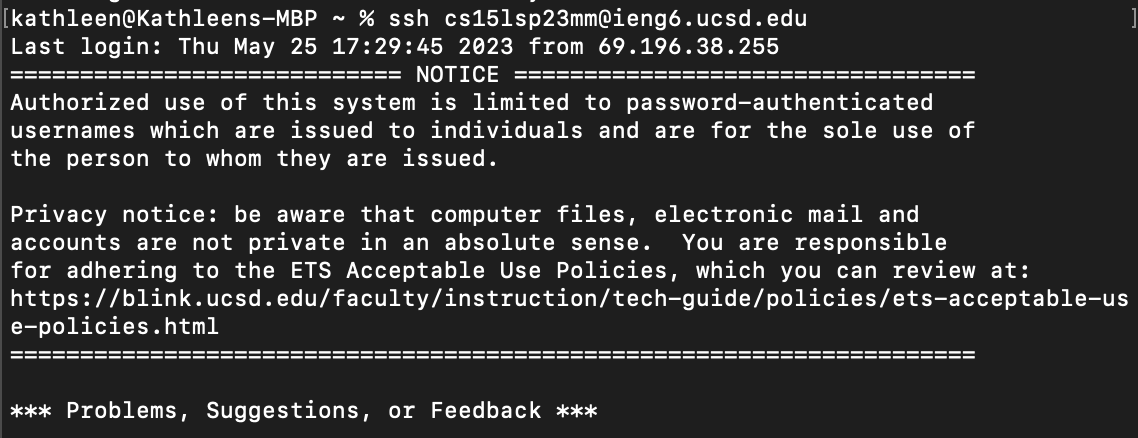 [kathleen@Kathleens-MBP ~ % ssh cs15lsp23mm@ieng6.ucsd.edu ]
Last login: Thu May 25 17:29:45 2023 from 69.196.38.255
============================ NOTICE =================================
Authorized use of this system is limited to password-authenticated
usernames which are issued to individuals and are for the sole use of
the person to whom they are issued.

Privacy notice: be aware that computer files, electronic mail and
accounts are not private in an absolute sense.  You are responsible
for adhering to the ETS Acceptable Use Policies, which you can review at:
https://blink.ucsd.edu/faculty/instruction/tech-guide/policies/ets-acceptable-us
e-policies.html
=====================================================================

*** Problems, Suggestions, or Feedback ***